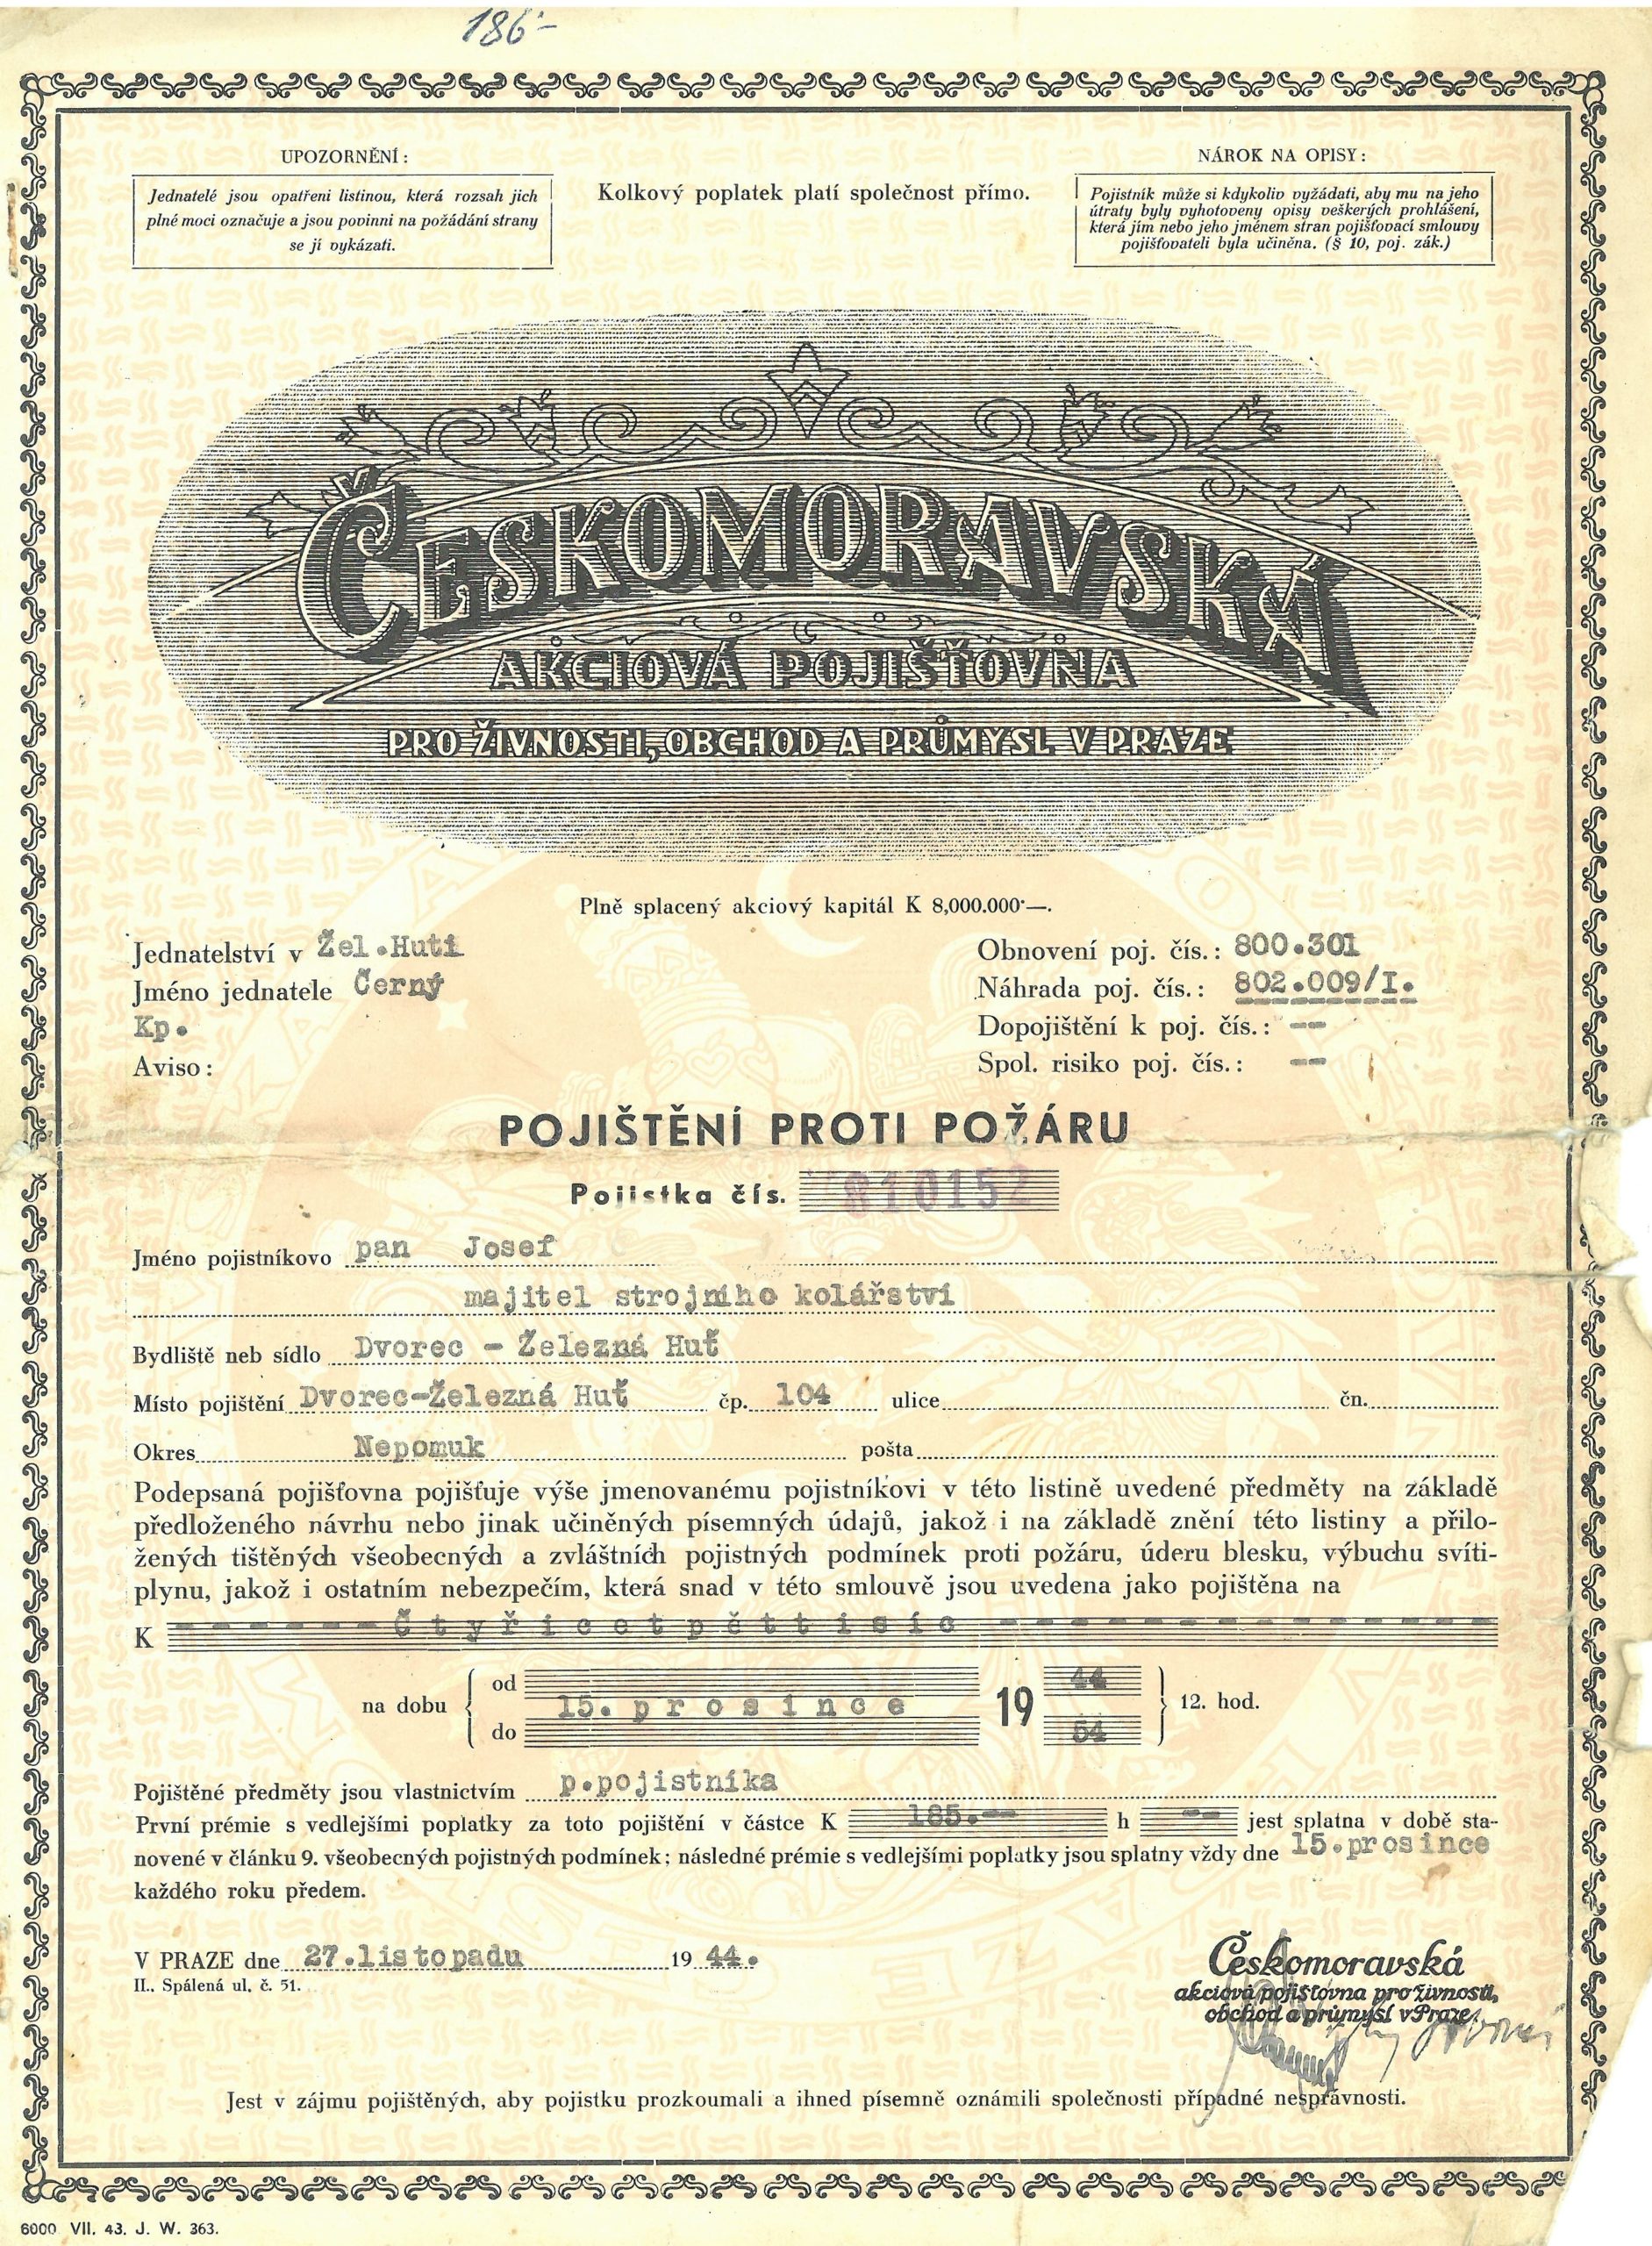 186·-
UPOZORNĚNÍ:
Jednatelé jsou opatřeni listinou, která rozsah jich
plné moci označuje a jsou povinni na požádání strany
se jí vykázati.
Kolkový poplatek platí společnost přímo.
NÁROK NA OPISY:
Pojistník může si kdykoliv vyžádati, aby mu na jeho
útraty byly vyhotoveny opisy veškerých prohlášení,
která jím nebo jeho jménem stran pojišťovací smlouvy
pojišťovateli byla učiněna. (§ 10, poj. zák.)
ČESKOMORAVSKÁ
AKCIOVÁ POJIŠŤOVNA
PRO ŽIVNOSTI, OBCHOD A PRŮMYSL V PRAZE
Plně splacený akciový kapitál K 8,000.000·—.
Jednatelství v Žel.Huti
Jméno jednatele Černý
Kp.
Aviso:
Obnovení poj. čís.: 800.301
Náhrada poj. čís.: 802.009/I.
Dopojištění k poj. čís.: --
Spol. risiko poj. čís.: --
POJIŠTĚNÍ PROTI POŽÁRU
Pojistka čís. 810152
Jméno pojistníkovo pan Josef
majitel strojního kolářství
Bydliště neb sídlo Dvorec - Železná Huť
Místo pojištění Dvorec-Železná Huť čp. 104 ulice čn.
Okres Nepomuk pošta
Podepsaná pojišťovna pojišťuje výše jmenovanému pojistníkovi v této listině uvedené předměty na základě
předloženého návrhu nebo jinak učiněných písemných údajů, jakož i na základě znění této listiny a přilo-
žených tištěných všeobecných a zvláštních pojistných podmínek proti požáru, úderu blesku, výbuchu svíti-
plynu, jakož i ostatním nebezpečím, která snad v této smlouvě jsou uvedena jako pojištěna na
K - - - - - - Čtyřicetpěttisíc - - - - - - - - - - - - -
na dobu od do 15. prosince 19 44 54 12. hod.
Pojištěné předměty jsou vlastnictvím p.pojistníka
První prémie s vedlejšími poplatky za toto pojištění v částce K 185.-- h -- jest splatna v době sta-
novené v článku 9. všeobecných pojistných podmínek; následné prémie s vedlejšími poplatky jsou splatny vždy dne 15.prosince
každého roku předem.
V PRAZE dne 27.listopadu 19 44.
II., Spálená ul. č. 51.
Českomoravská
akciová pojišťovna pro živnosti,
obchod a průmysl v Praze.
Jest v zájmu pojištěných, aby pojistku prozkoumali a ihned písemně oznámili společnosti případné nesprávnosti.
6000 VII. 43. J. W. 363.